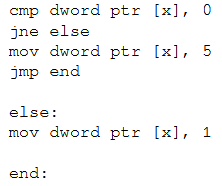 cmp dword ptr [x], 0
jne else
mov dword ptr [x], 5
jmp end
else:
mov dword ptr [x], 1
end: